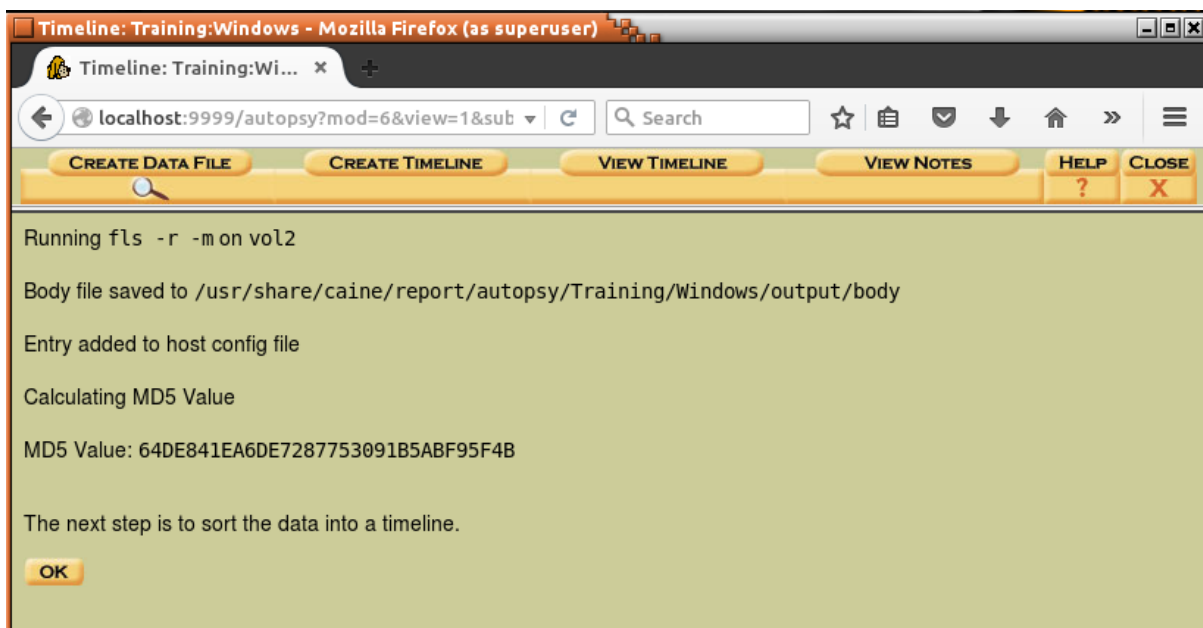 Timeline: Training:Windows - Mozilla Firefox (as superuser)
Timeline: Training:Wi... ×
localhost:9999/autopsy?mod=6&view=1&sub
Search
CREATE DATA FILE CREATE TIMELINE VIEW TIMELINE VIEW NOTES HELP CLOSE
? X
Running fls -r -m on vol2
Body file saved to /usr/share/caine/report/autopsy/Training/Windows/output/body
Entry added to host config file
Calculating MD5 Value
MD5 Value: 64DE841EA6DE7287753091B5ABF95F4B
The next step is to sort the data into a timeline.
OK